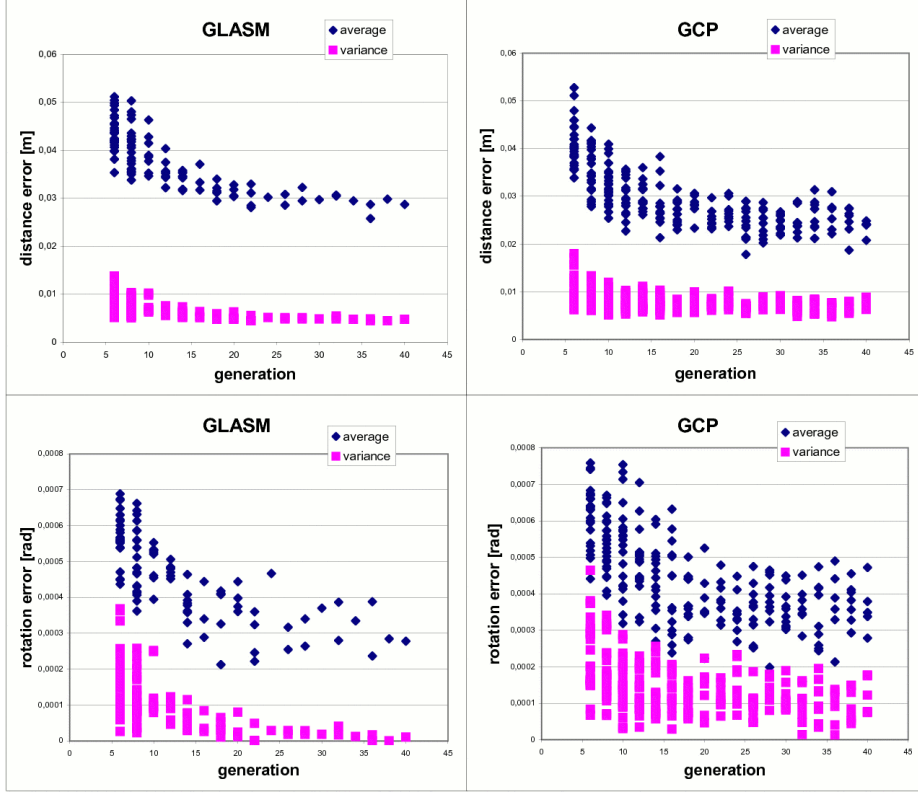 GLASM
average
variance
distance error [m]
0,06
0,05
0,04
0,03
0,02
0,01
0
0 5 10 15 20 25 30 35 40 45
generation
GCP
average
variance
distance error [m]
0,06
0,05
0,04
0,03
0,02
0,01
0
0 5 10 15 20 25 30 35 40 45
generation
GLASM
average
variance
rotation error [rad]
0,0008
0,0007
0,0006
0,0005
0,0004
0,0003
0,0002
0,0001
0
0 5 10 15 20 25 30 35 40 45
generation
GCP
average
variance
rotation error [rad]
0,0008
0,0007
0,0006
0,0005
0,0004
0,0003
0,0002
0,0001
0
0 5 10 15 20 25 30 35 40 45
generation